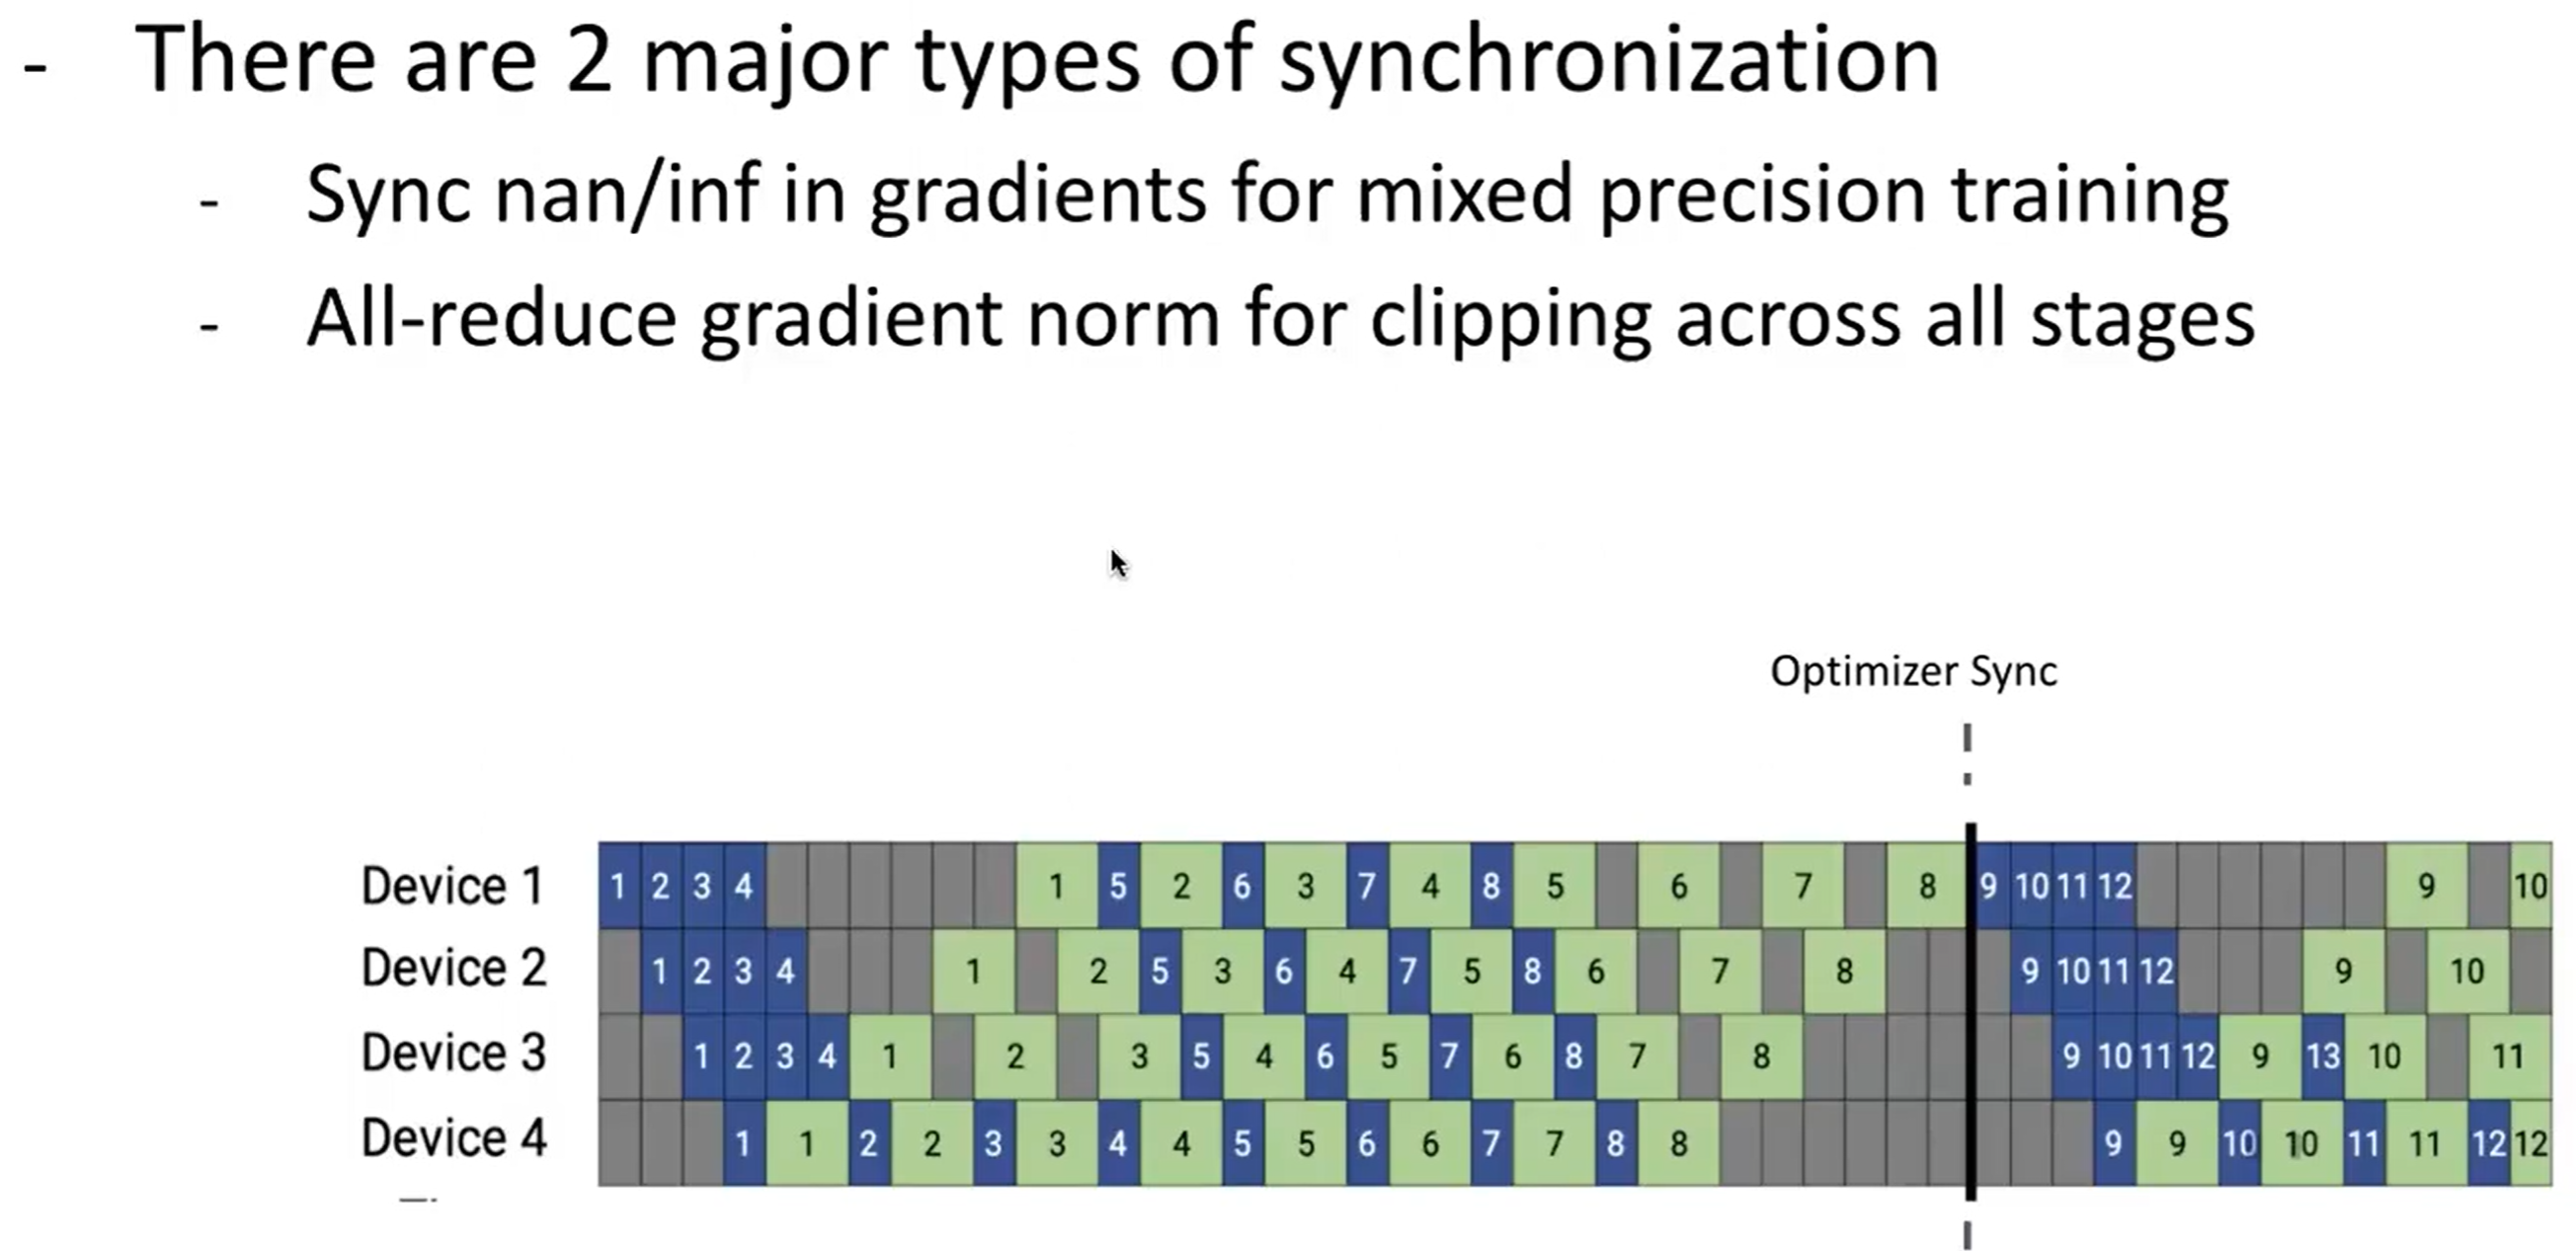 - There are 2 major types of synchronization
- Sync nan/inf in gradients for mixed precision training
- All-reduce gradient norm for clipping across all stages
Optimizer Sync
Device 1 1 2 3 4 1 5 2 6 3 7 4 8 5 6 7 8 9 10 11 12 9 10
Device 2 1 2 3 4 1 2 5 3 6 4 7 5 8 6 7 8 9 10 11 12 9 10
Device 3 1 2 3 4 1 2 3 5 4 6 5 7 6 8 7 8 9 10 11 12 9 13 10 11
Device 4 1 1 2 2 3 3 4 4 5 5 6 6 7 7 8 8 9 9 10 10 11 11 12 12